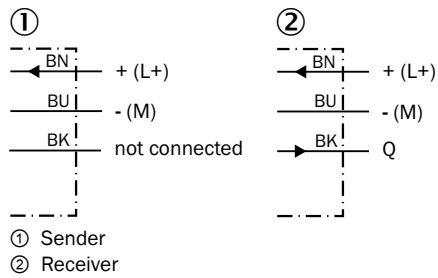 ① ②
BN + (L+) BN + (L+)
BU - (M) BU - (M)
BK not connected BK Q
① Sender
② Receiver